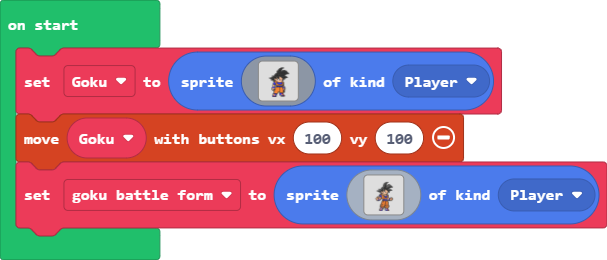 on start
set Goku to sprite of kind Player
move Goku with buttons vx 100 vy 100
set goku battle form to sprite of kind Player